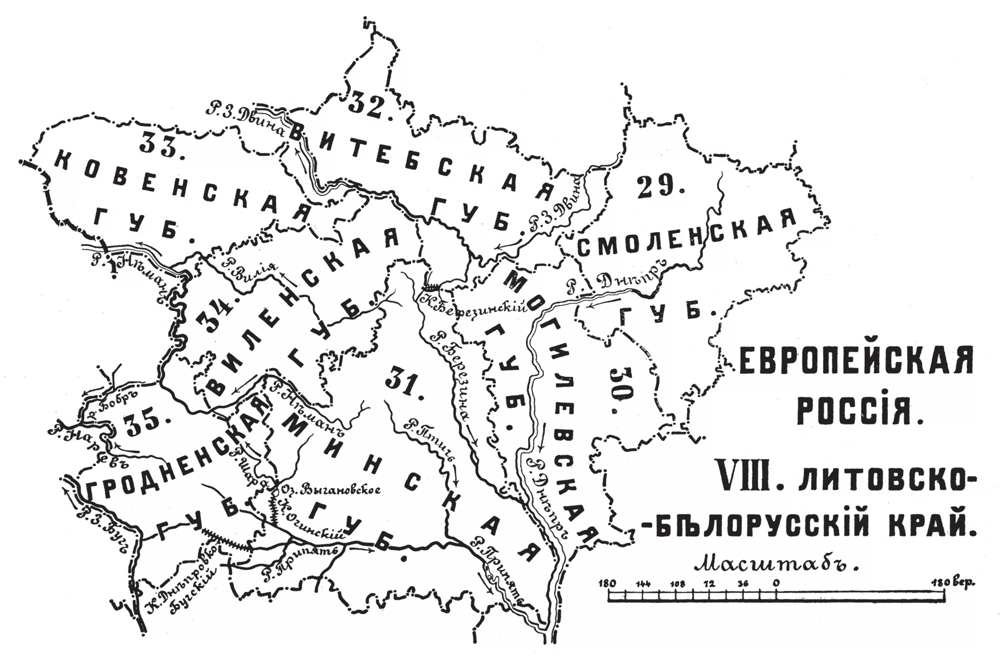 32.
Р. З. Двина
ВИТЕБСКАЯ
ГУБ.
33.
КОВЕНСКАЯ
ГУБ.
29.
Р. З. Двина
СМОЛЕНСКАЯ
ГУБ.
Р. Нѣманъ
Р. Вилія
Р. Днѣпръ
34.
ВИЛЕНСКАЯ
ГУБ.
К. Березинскій
МОГИЛЕВСКАЯ
ГУБ.
30.
Р. Березина
31.
Р. Нѣманъ
МИНСКАЯ
ГУБ.
Р. Птичь
р. Бобръ
35.
Р. Наревъ
ГРОДНЕНСКАЯ
ГУБ.
Р. Шара
Оз. Выгановское
К. Огинскій
Р. Днѣпръ
Р. З. Бугъ
Р. Припять
Р. Припять
К. Днѣпровко
Бугскій
ЕВРОПЕЙСКАЯ
РОССІЯ.
VIII. ЛИТОВСКО-
-БѢЛОРУССКІЙ КРАЙ.
Масштабъ.
180 144 108 72 36 0 180 вер.